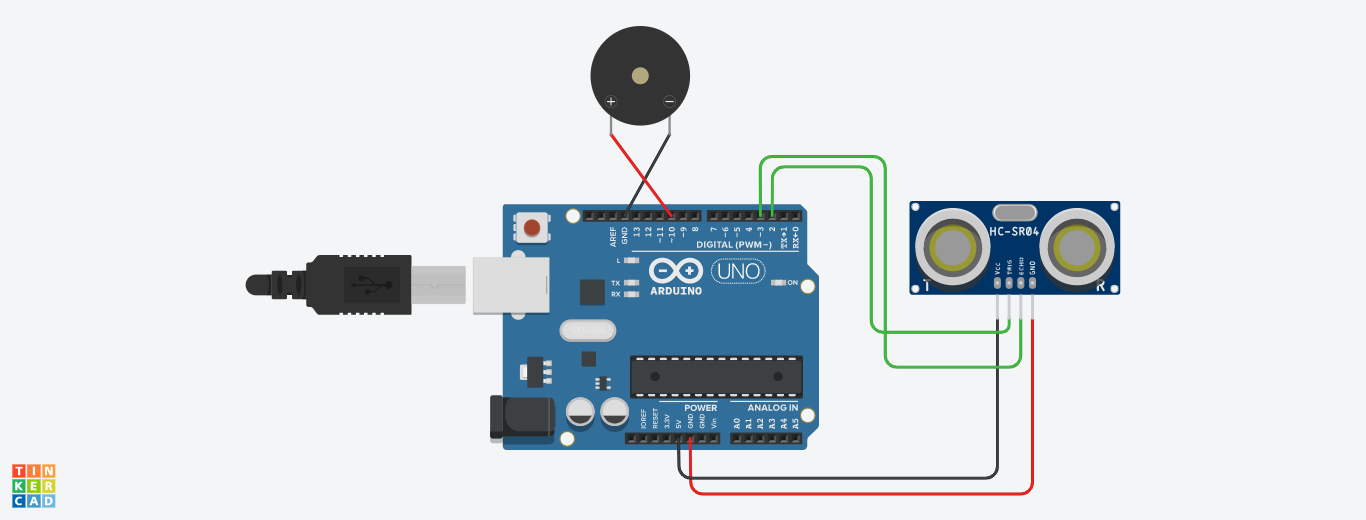 + −
AREF
GND
13
12
~11
~10
~9
8
7
~6
~5
4
~3
2
TX→1
RX←0
DIGITAL (PWM~)
L
TX
RX
UNO
ARDUINO
ON
HC-SR04
VCC
TRIG
ECHO
GND
T
R
POWER
ANALOG IN
IOREF
RESET
3.3V
5V
GND
GND
Vin
A0
A1
A2
A3
A4
A5
TIN
KER
CAD